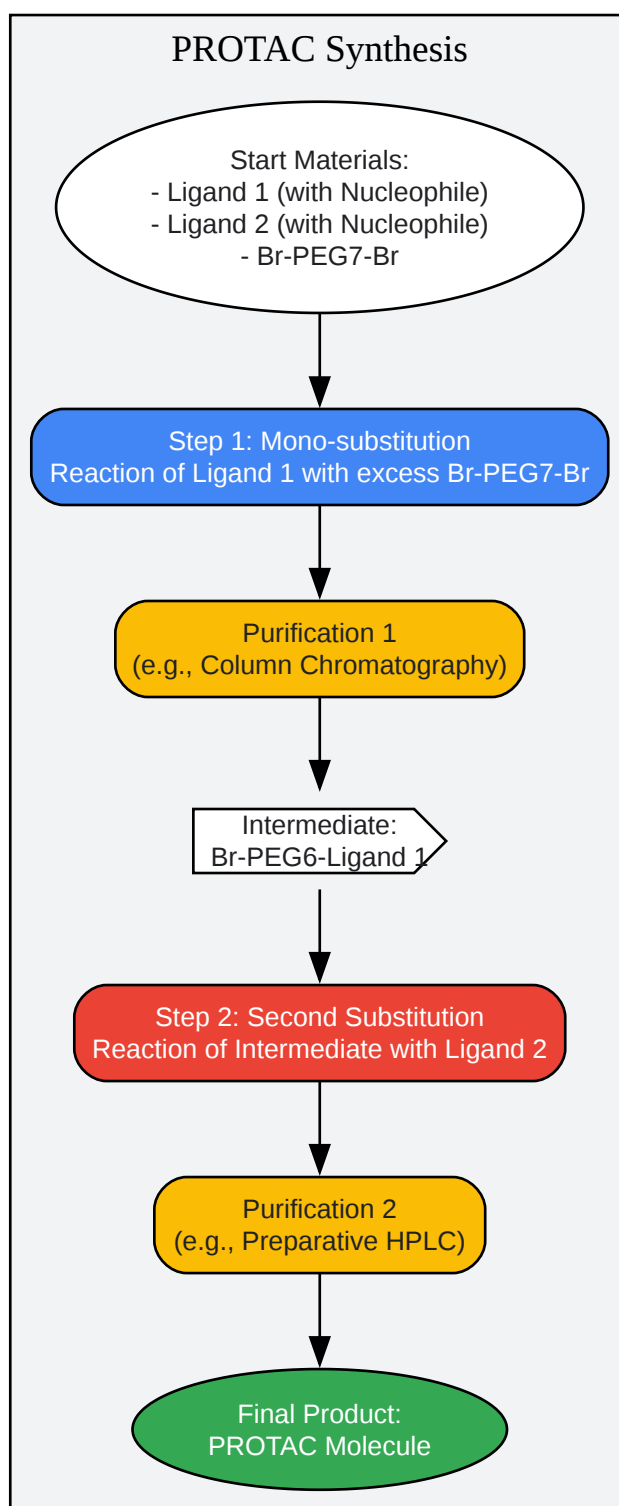 PROTAC Synthesis
Start Materials:
- Ligand 1 (with Nucleophile)
- Ligand 2 (with Nucleophile)
- Br-PEG7-Br
Step 1: Mono-substitution
Reaction of Ligand 1 with excess Br-PEG7-Br
Purification 1
(e.g., Column Chromatography)
Intermediate:
Br-PEG6-Ligand 1
Step 2: Second Substitution
Reaction of Intermediate with Ligand 2
Purification 2
(e.g., Preparative HPLC)
Final Product:
PROTAC Molecule